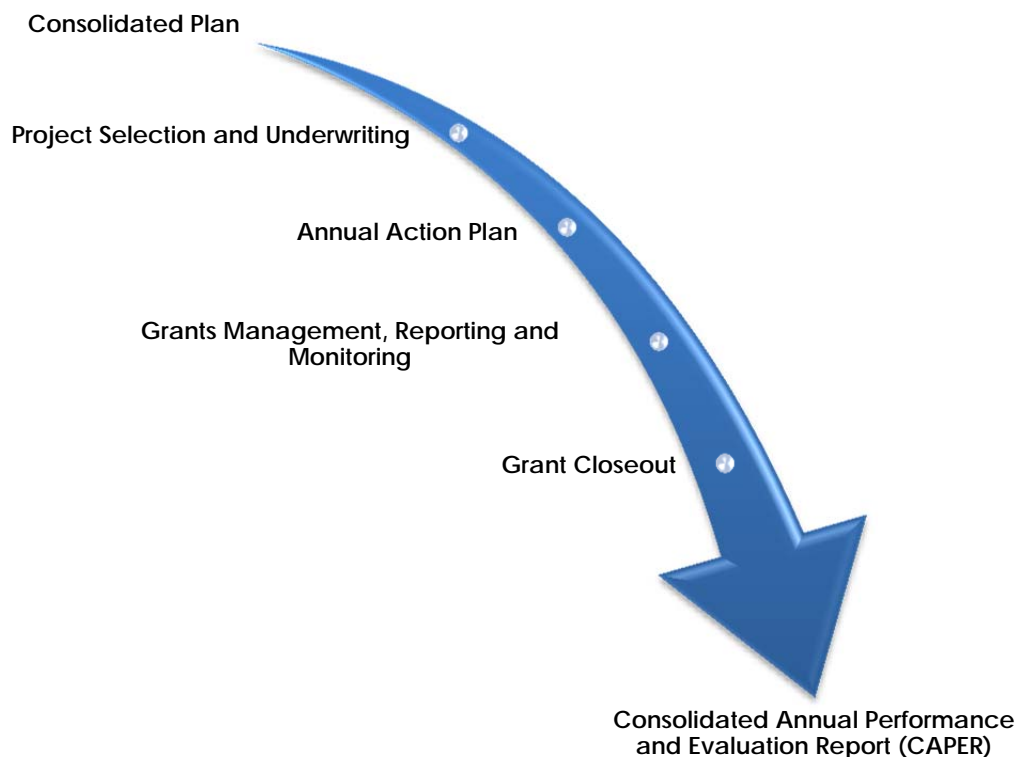 Consolidated Plan
Project Selection and Underwriting
Annual Action Plan
Grants Management, Reporting and
Monitoring
Grant Closeout
Consolidated Annual Performance
and Evaluation Report (CAPER)